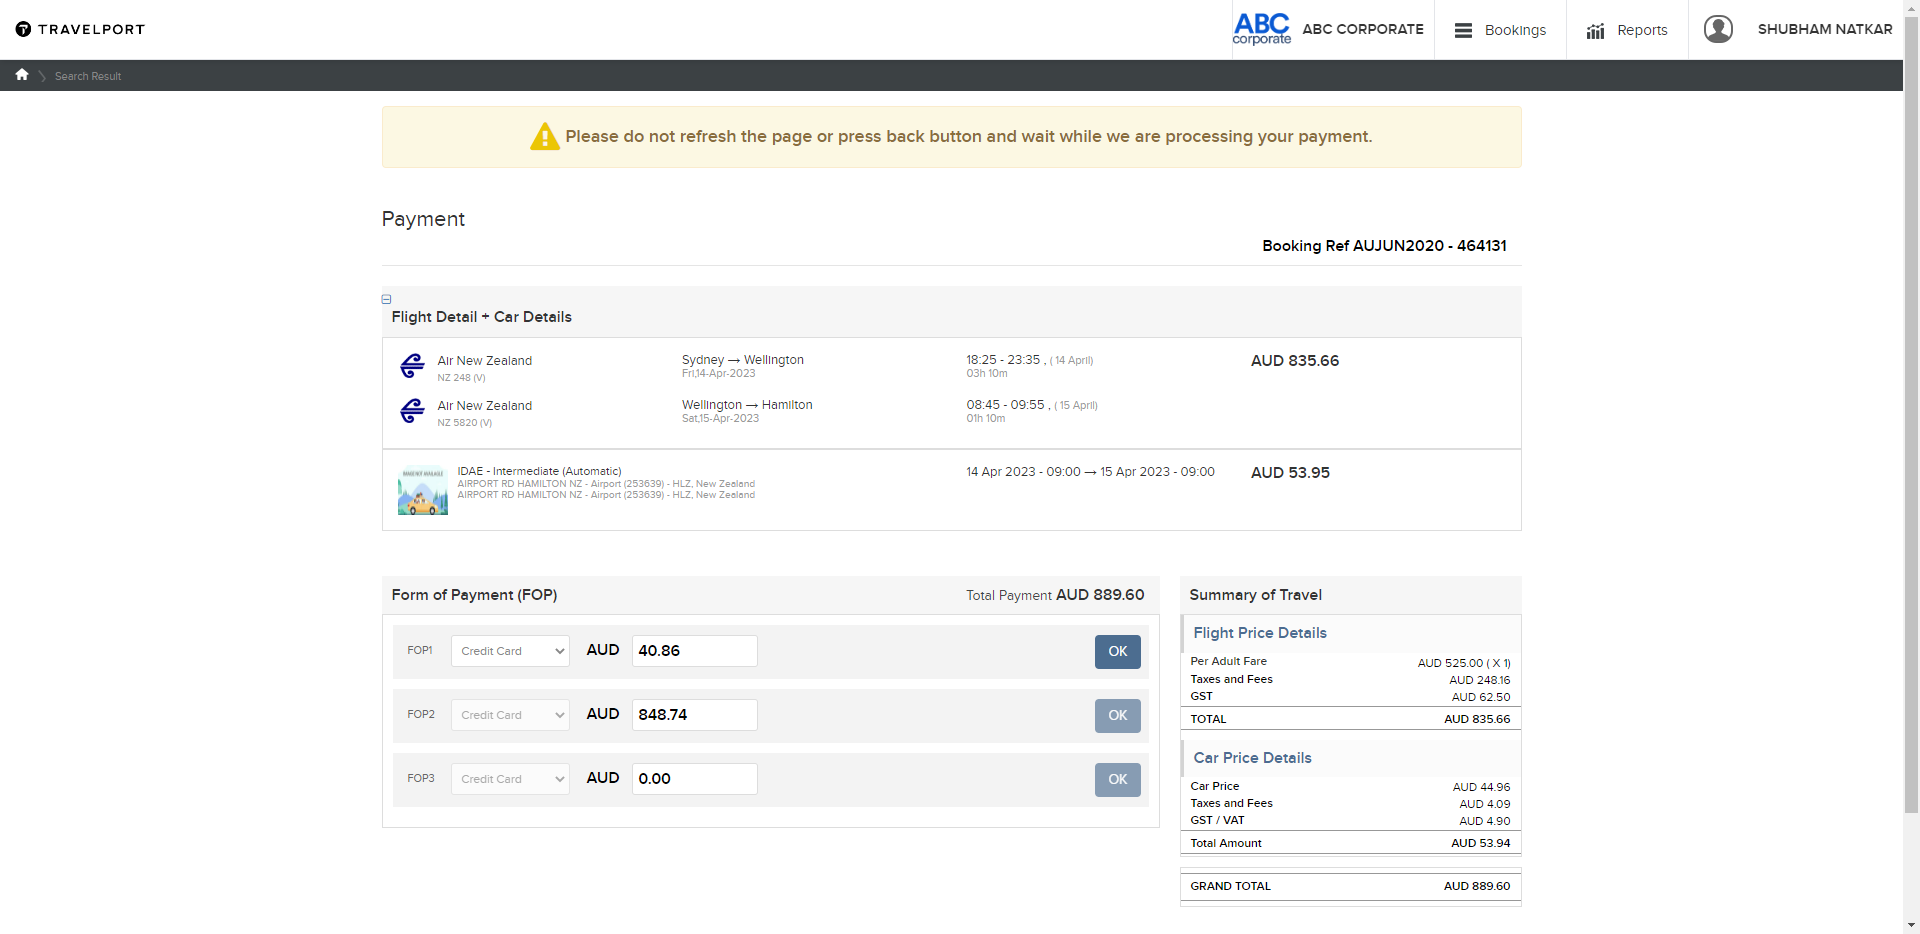 TRAVELPORT
ABC
corporate
ABC CORPORATE
Bookings
Reports
SHUBHAM NATKAR
Search Result
Please do not refresh the page or press back button and wait while we are processing your payment.
Payment
Booking Ref AUJUN2020 - 464131
Flight Detail + Car Details
Air New Zealand
NZ 248 (V)
Sydney → Wellington
Fri,14-Apr-2023
18:25 - 23:35 , ( 14 April)
03h 10m
AUD 835.66
Air New Zealand
NZ 5820 (V)
Wellington → Hamilton
Sat,15-Apr-2023
08:45 - 09:55 , ( 15 April)
01h 10m
IMAGE NOT AVAILABLE
IDAE - Intermediate (Automatic)
AIRPORT RD HAMILTON NZ - Airport (253639) - HLZ, New Zealand
AIRPORT RD HAMILTON NZ - Airport (253639) - HLZ, New Zealand
14 Apr 2023 - 09:00 → 15 Apr 2023 - 09:00
AUD 53.95
Form of Payment (FOP)
Total Payment AUD 889.60
FOP1 Credit Card AUD 40.86 OK
FOP2 Credit Card AUD 848.74 OK
FOP3 Credit Card AUD 0.00 OK
Summary of Travel
Flight Price Details
Per Adult Fare AUD 525.00 ( X 1)
Taxes and Fees AUD 248.16
GST AUD 62.50
TOTAL AUD 835.66
Car Price Details
Car Price AUD 44.96
Taxes and Fees AUD 4.09
GST / VAT AUD 4.90
Total Amount AUD 53.94
GRAND TOTAL AUD 889.60